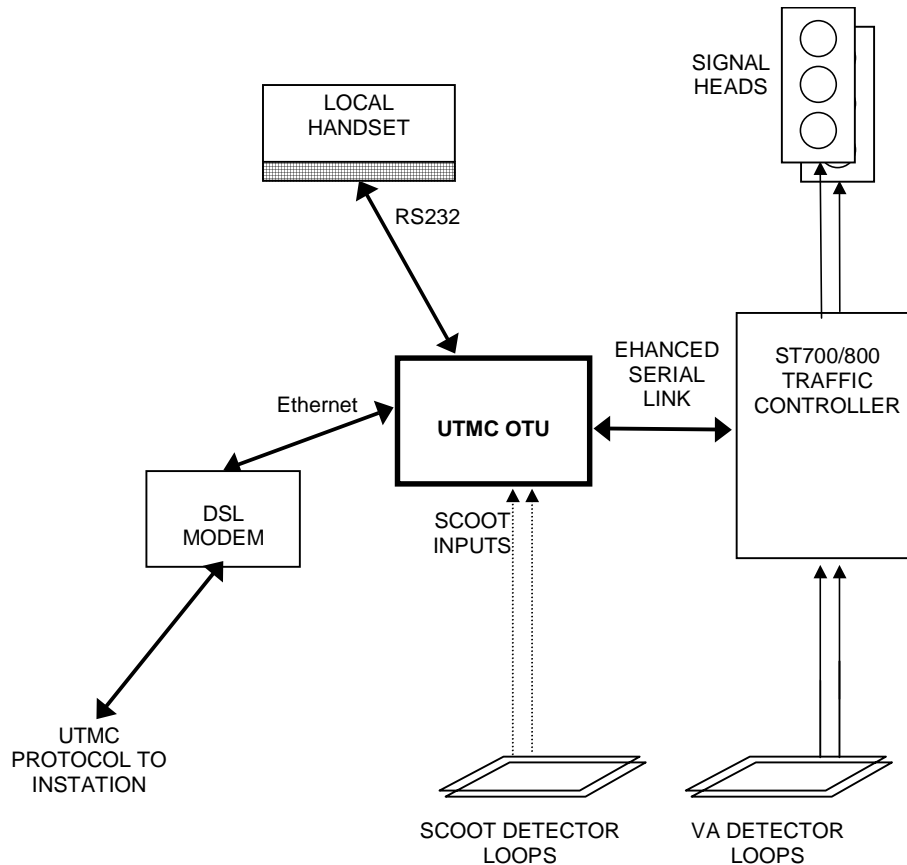 SIGNAL
HEADS
LOCAL
HANDSET
RS232
EHANCED
SERIAL
LINK
ST700/800
TRAFFIC
CONTROLLER
Ethernet
UTMC OTU
DSL
MODEM
SCOOT
INPUTS
UTMC
PROTOCOL TO
INSTATION
SCOOT DETECTOR
LOOPS
VA DETECTOR
LOOPS